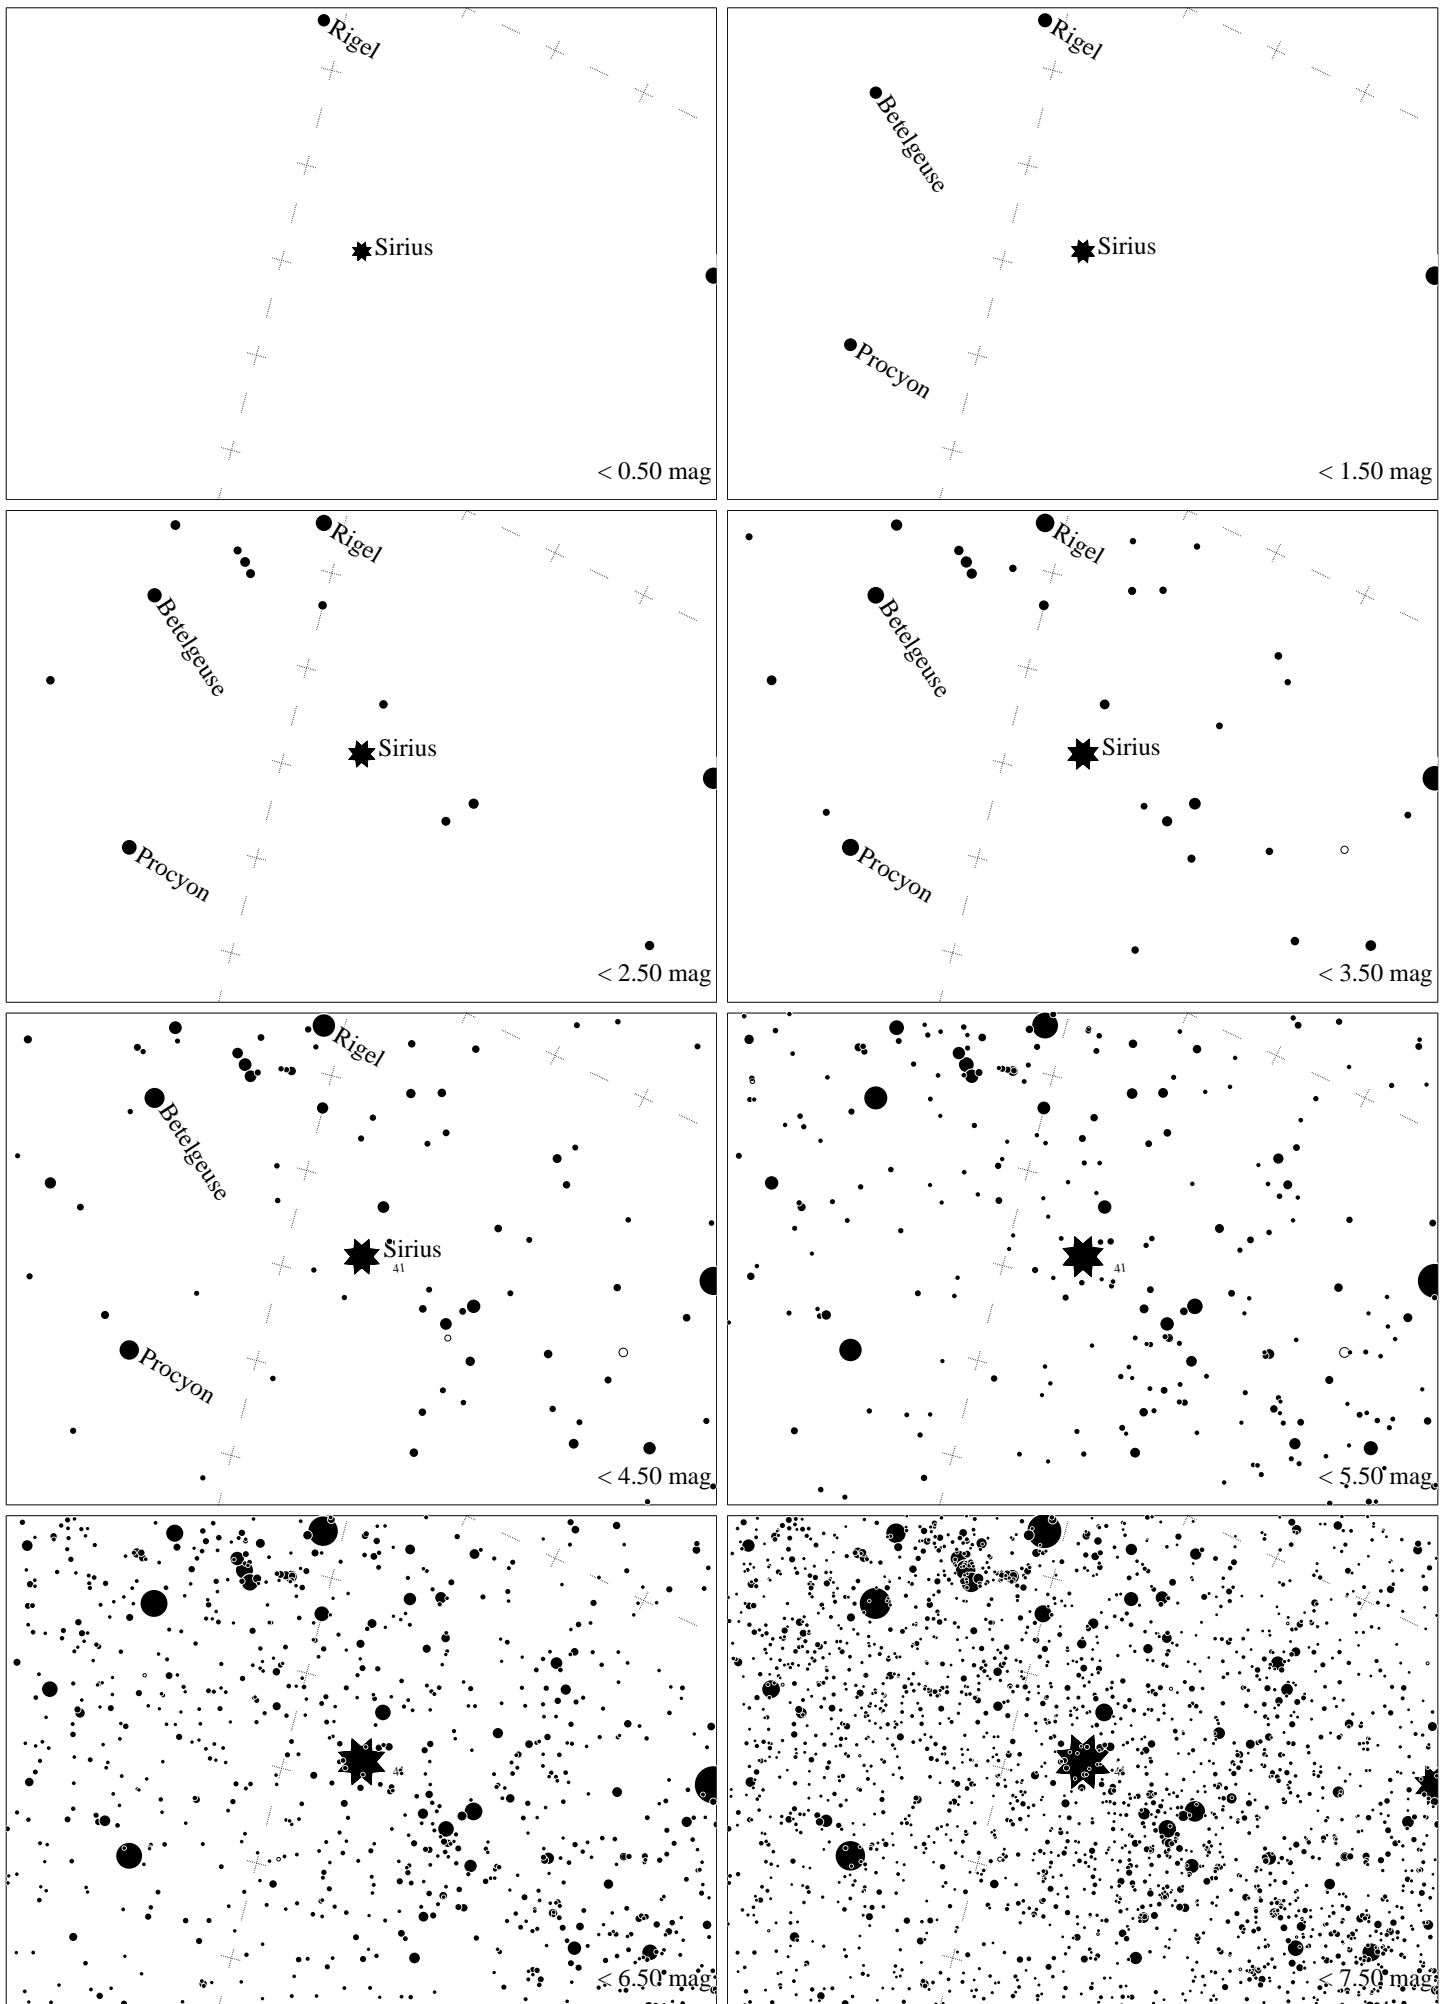 Rigel
Sirius
< 0.50 mag
Rigel
Betelgeuse
Sirius
Procyon
< 1.50 mag
Rigel
Betelgeuse
Sirius
Procyon
< 2.50 mag
Rigel
Betelgeuse
Sirius
Procyon
< 3.50 mag
Rigel
Betelgeuse
Sirius
41
Procyon
< 4.50 mag
41
< 5.50 mag
41
< 6.50 mag
41
< 7.50 mag